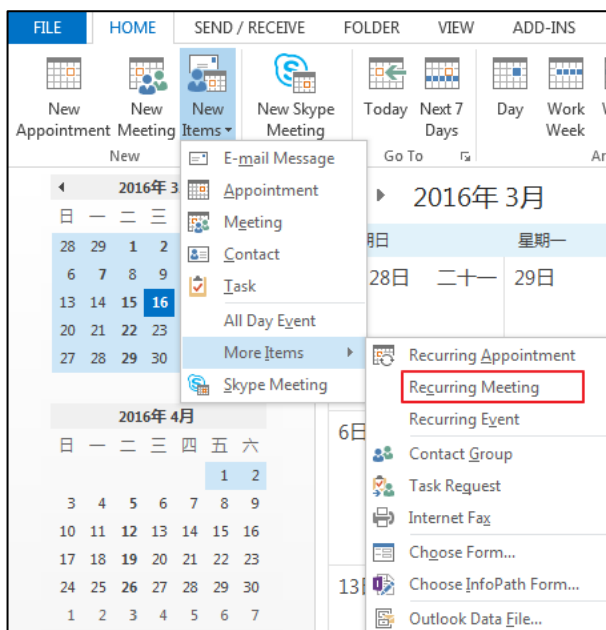 FILE HOME SEND / RECEIVE FOLDER VIEW ADD-INS
New Appointment
New Meeting
New Items
New Skype Meeting
Today
Next 7 Days
Day
Work Week
New
Go To
E-mail Message
Appointment
Meeting
Contact
Task
All Day Event
More Items
Skype Meeting
2016年 3
日 一 二 三
28 29 1 2
6 7 8 9
13 14 15 16
20 21 22 23
27 28 29 30
2016年 4月
日 一 二 三 四 五 六
1 2
3 4 5 6 7 8 9
10 11 12 13 14 15 16
17 18 19 20 21 22 23
24 25 26 27 28 29 30
1 2 3 4 5 6 7
2016年 3月
期日 星期一
28日 二十一 29日
6日
13
Recurring Appointment
Recurring Meeting
Recurring Event
Contact Group
Task Request
Internet Fax
Choose Form...
Choose InfoPath Form...
Outlook Data File...